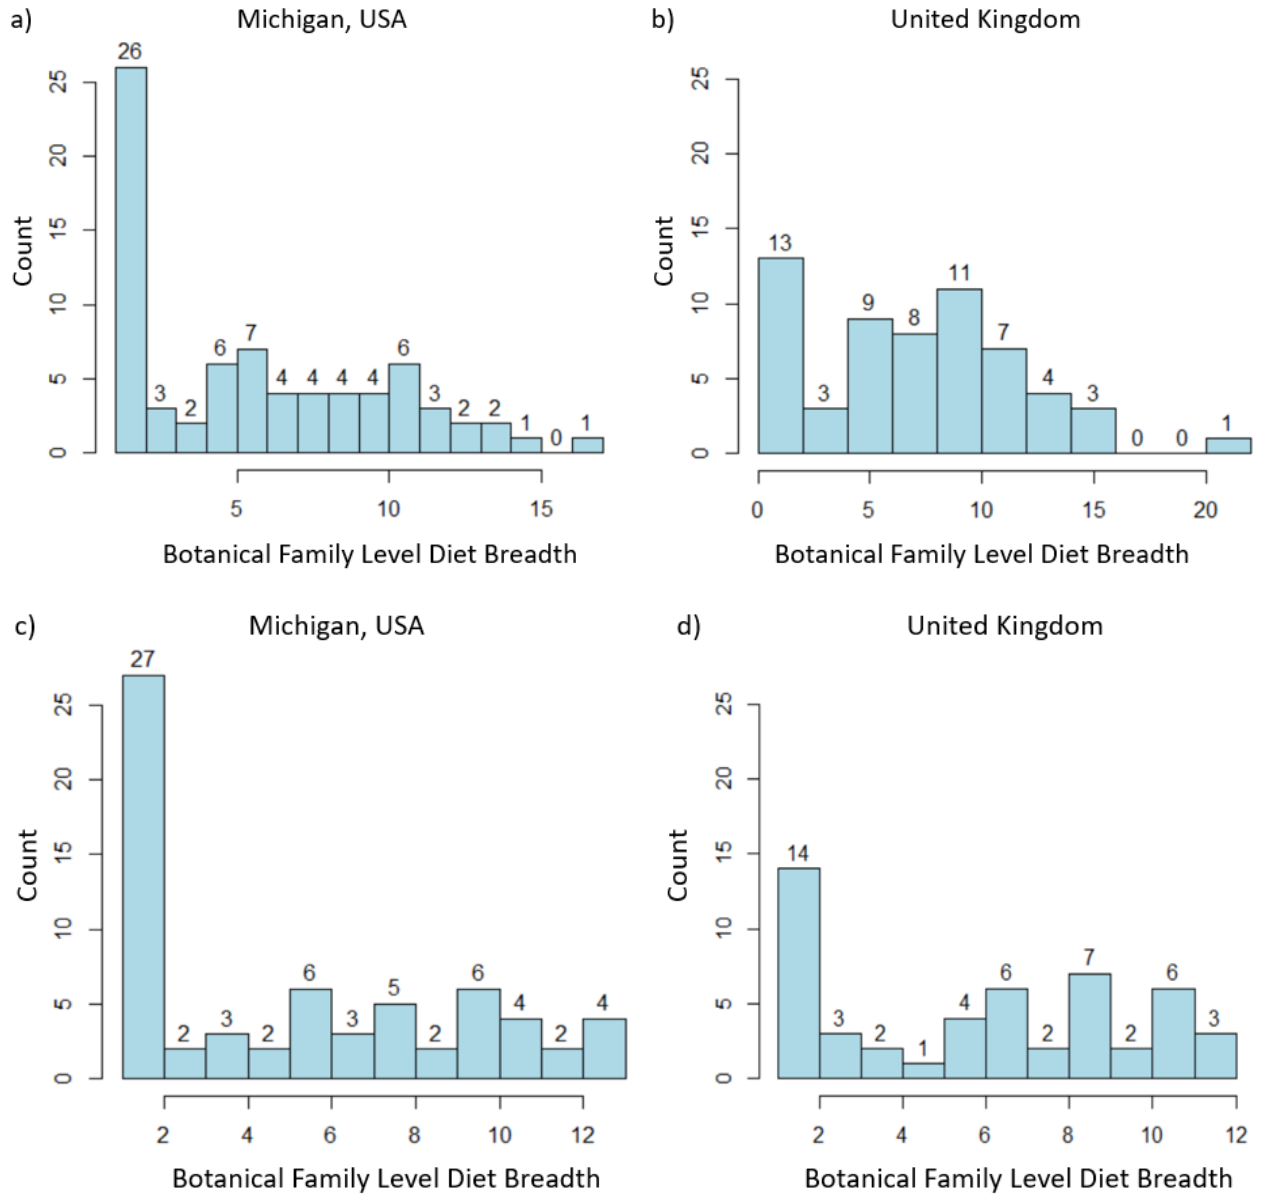 a) Michigan, USA
26
25
20
15
10
5
0
Count
3 2 6 7 4 4 4 4 6 3 2 2 1 0 1
5 10 15
Botanical Family Level Diet Breadth
b) United Kingdom
25
20
15
10
5
0
Count
13 3 9 8 11 7 4 3 0 0 1
0 5 10 15 20
Botanical Family Level Diet Breadth
c) Michigan, USA
27
25
20
15
10
5
0
Count
2 3 2 6 3 5 2 6 4 2 4
2 4 6 8 10 12
Botanical Family Level Diet Breadth
d) United Kingdom
25
20
15
10
5
0
Count
14 3 2 1 4 6 2 7 2 6 3
2 4 6 8 10 12
Botanical Family Level Diet Breadth